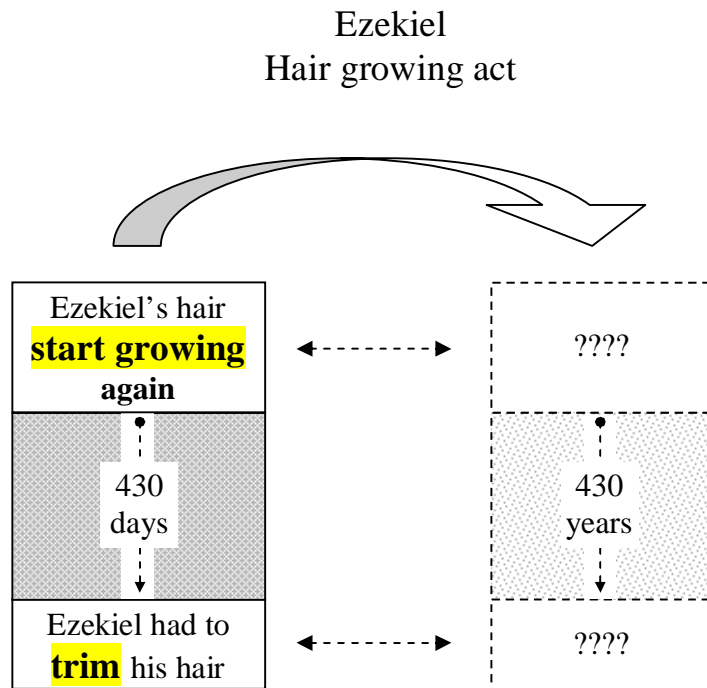 Ezekiel
Hair growing act
Ezekiel’s hair
start growing
again
????
430
days
430
years
Ezekiel had to
trim his hair
????